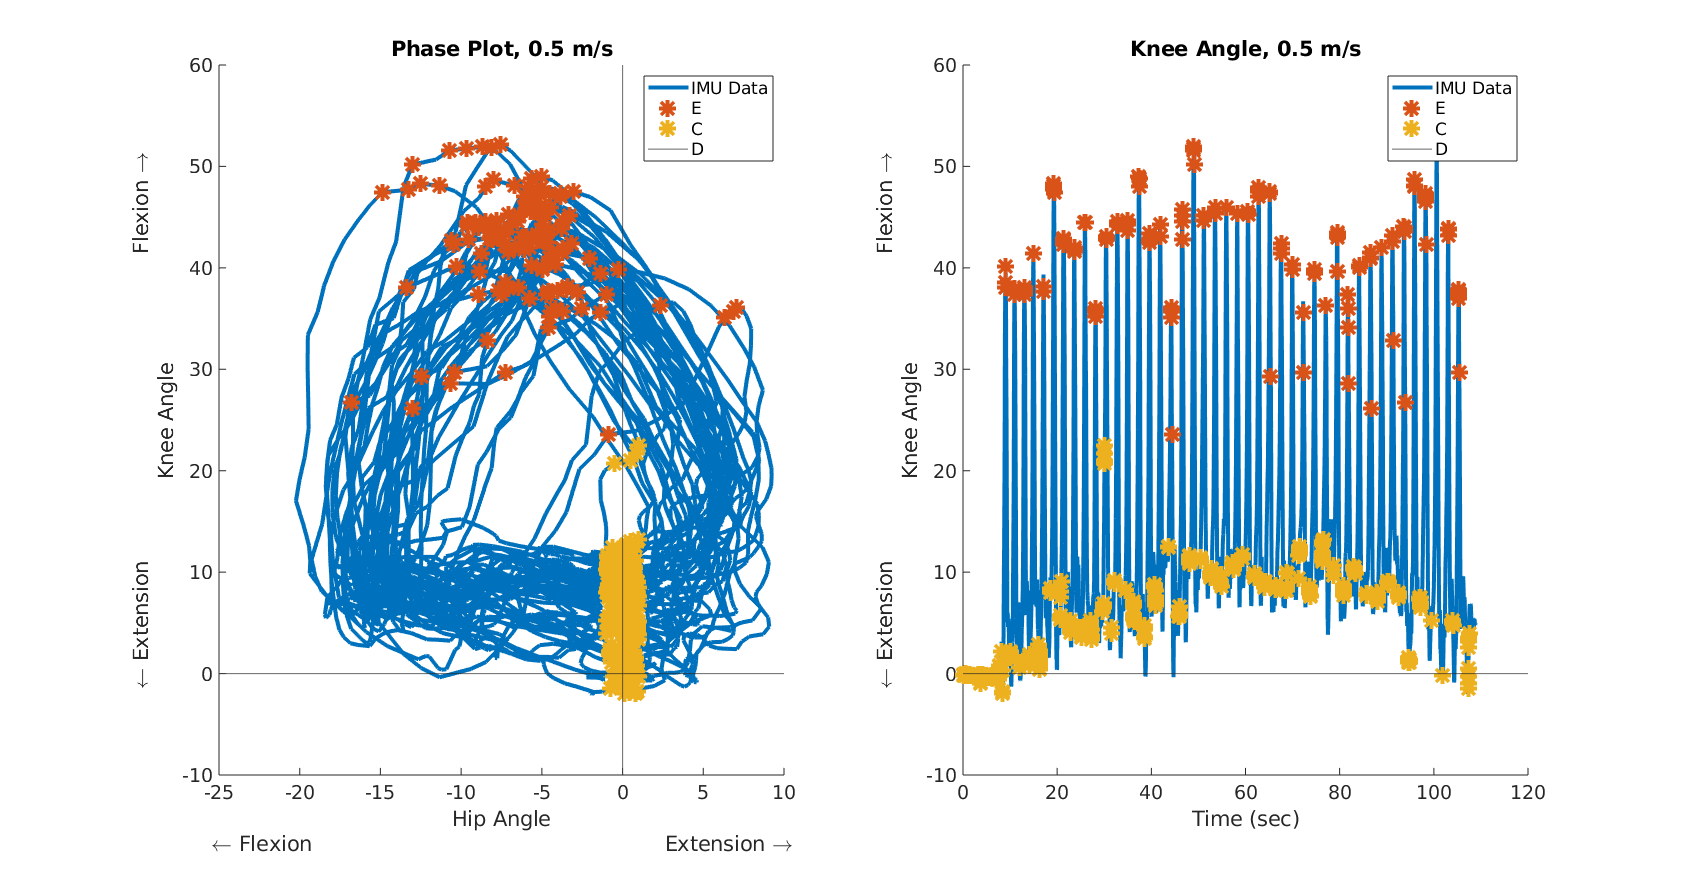 Phase Plot, 0.5 m/s
60
50
40
30
20
10
0
-10
-25
-20
-15
-10
-5
0
5
10
Knee Angle
Flexion →
← Extension
Hip Angle
← Flexion
Extension →
IMU Data
E
C
D
Knee Angle, 0.5 m/s
60
50
40
30
20
10
0
-10
0
20
40
60
80
100
120
Knee Angle
Flexion →
← Extension
Time (sec)
IMU Data
E
C
D